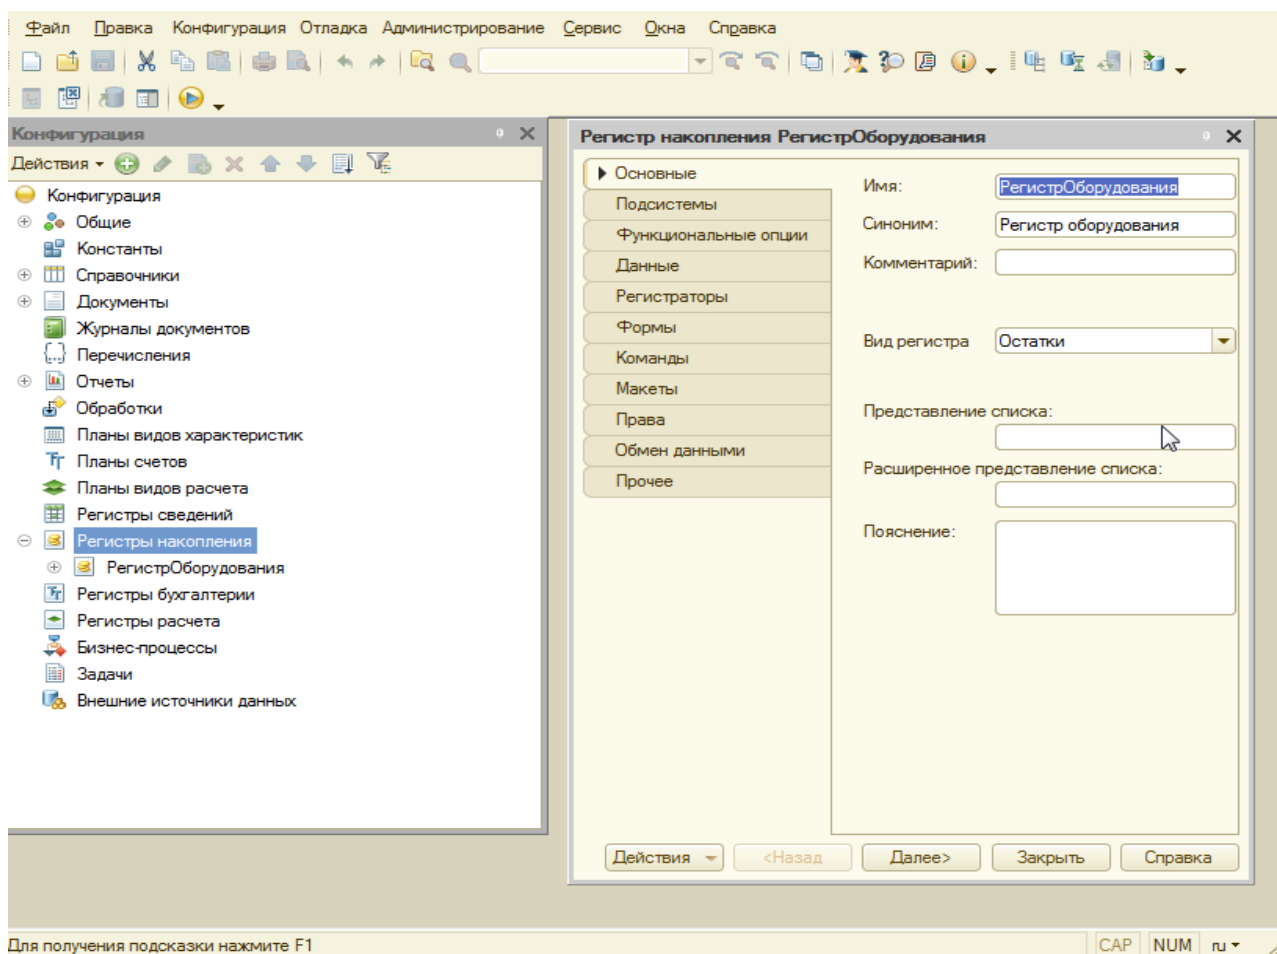 Файл Правка Конфигурация Отладка Администрирование Сервис Окна Справка
Конфигурация
Действия
Конфигурация
Общие
Константы
Справочники
Документы
Журналы документов
Перечисления
Отчеты
Обработки
Планы видов характеристик
Планы счетов
Планы видов расчета
Регистры сведений
Регистры накопления
РегистрОборудования
Регистры бухгалтерии
Регистры расчета
Бизнес-процессы
Задачи
Внешние источники данных
Регистр накопления РегистрОборудования
Основные
Подсистемы
Функциональные опции
Данные
Регистраторы
Формы
Команды
Макеты
Права
Обмен данными
Прочее
Имя: РегистрОборудования
Синоним: Регистр оборудования
Комментарий:
Вид регистра Остатки
Представление списка:
Расширенное представление списка:
Пояснение:
Действия <Назад Далее> Закрыть Справка
Для получения подсказки нажмите F1 CAP NUM ru